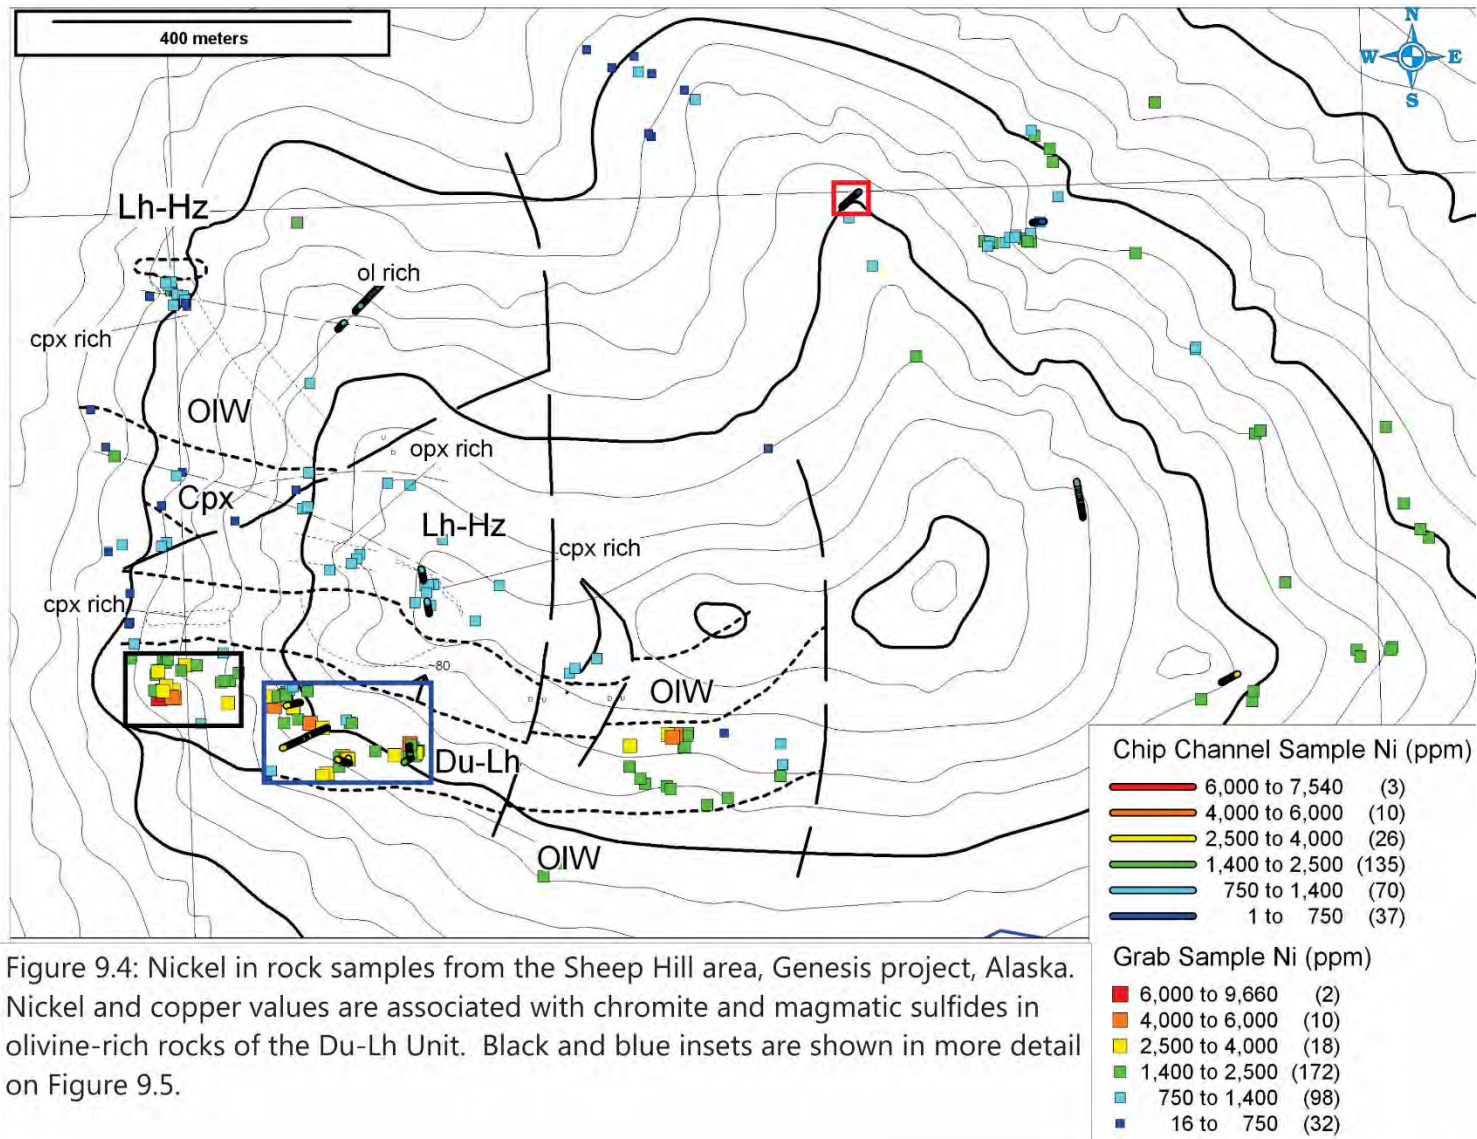 400 meters
N
W E
S
Lh-Hz
ol rich
cpx rich
OlW
opx rich
Cpx
Lh-Hz
cpx rich
cpx rich
80
OlW
Du-Lh
OlW
Chip Channel Sample Ni (ppm)
6,000 to 7,540 (3)
4,000 to 6,000 (10)
2,500 to 4,000 (26)
1,400 to 2,500 (135)
750 to 1,400 (70)
1 to 750 (37)
Grab Sample Ni (ppm)
6,000 to 9,660 (2)
4,000 to 6,000 (10)
2,500 to 4,000 (18)
1,400 to 2,500 (172)
750 to 1,400 (98)
16 to 750 (32)
Figure 9.4: Nickel in rock samples from the Sheep Hill area, Genesis project, Alaska.
Nickel and copper values are associated with chromite and magmatic sulfides in
olivine-rich rocks of the Du-Lh Unit. Black and blue insets are shown in more detail
on Figure 9.5.